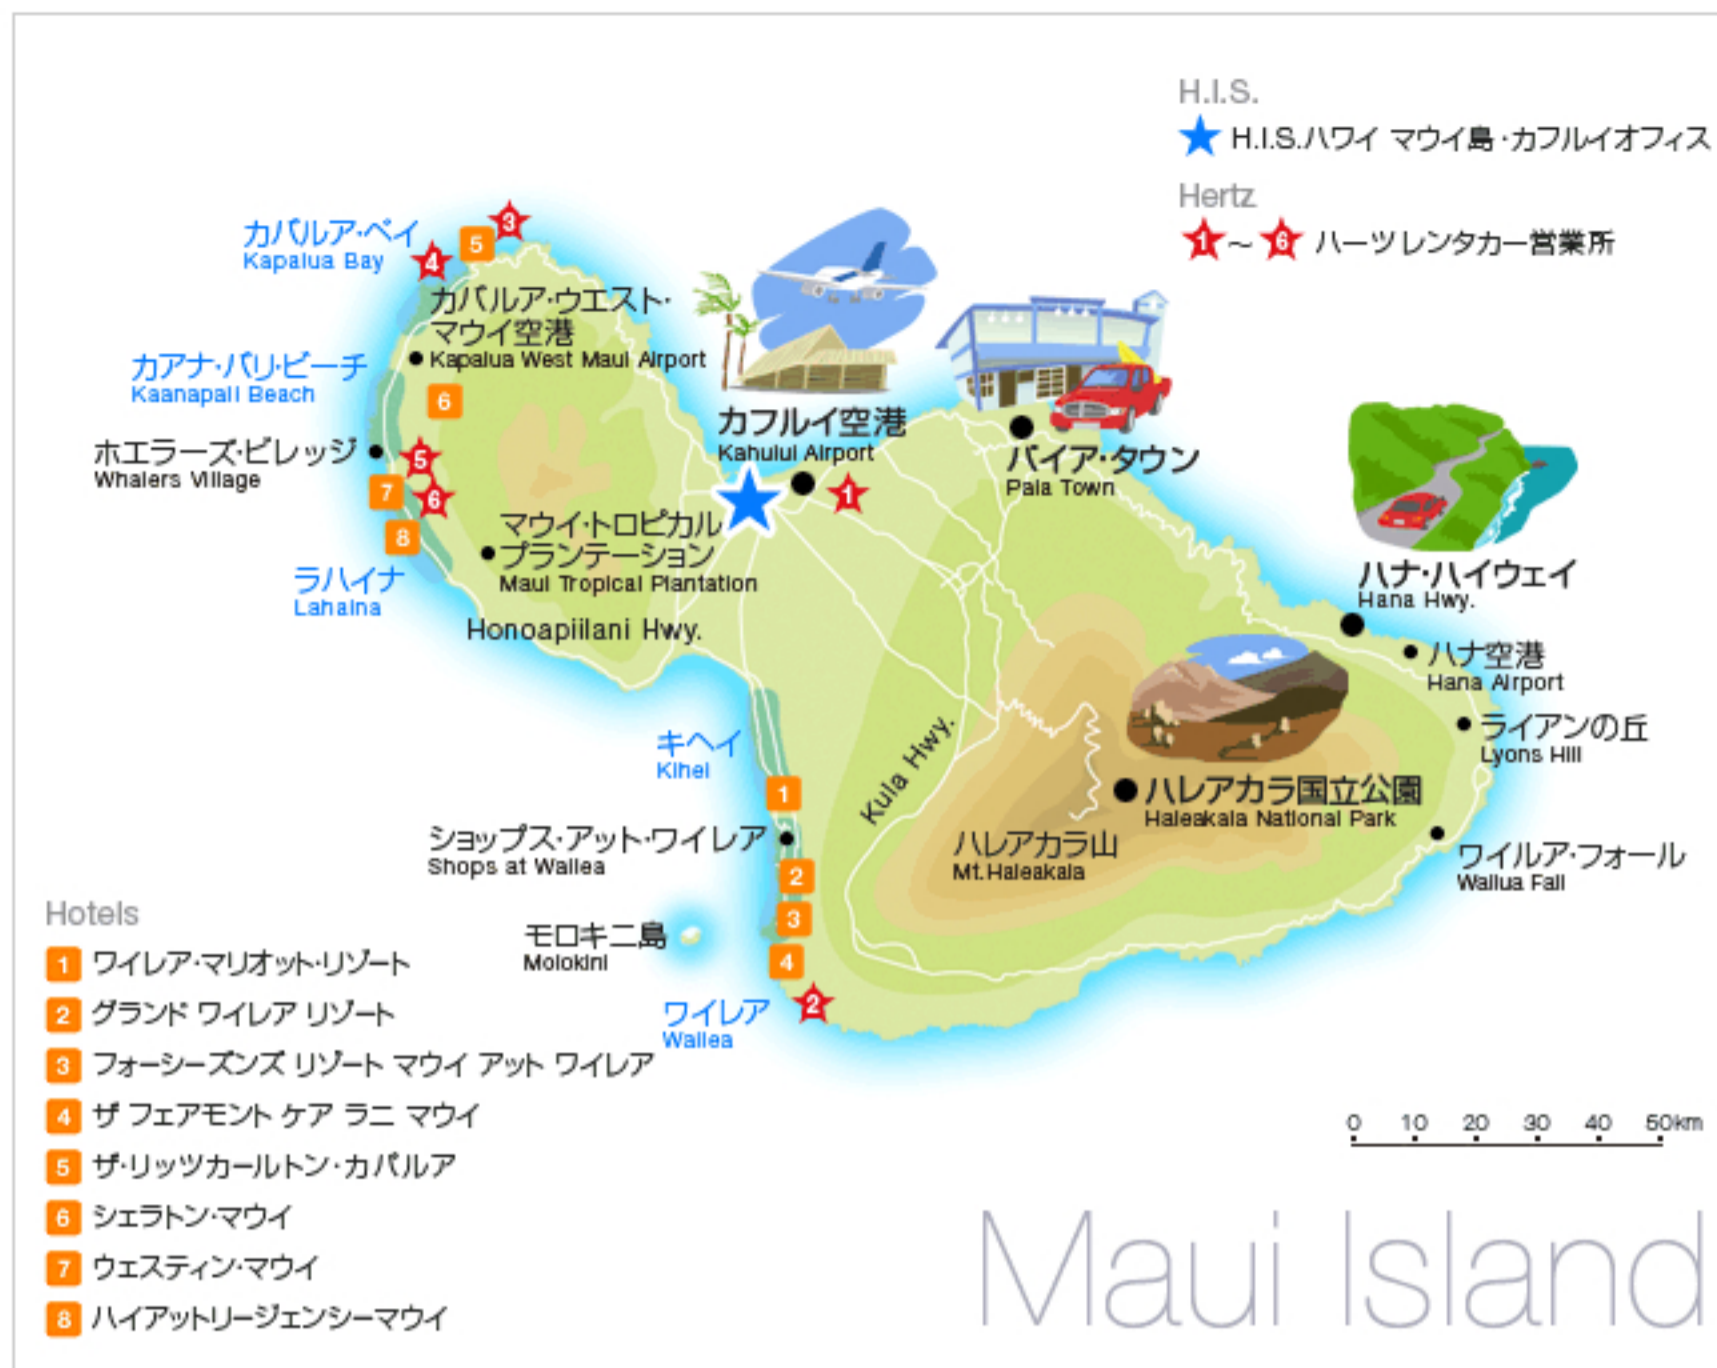 H.I.S.
H.I.S.ハワイ マウイ島・カフルイオフィス
Hertz
1 ～ 6 ハーツレンタカー営業所
3
5
4
カパルア・ベイ
Kapalua Bay
カパルア・ウエスト・
マウイ空港
Kapalua West Maui Airport
カアナ・パリ・ビーチ
Kaanapali Beach
6
ホエラーズ・ビレッジ
Whalers Village
5
7
6
8
ラハイナ
Lahaina
カフルイ空港
Kahului Airport
1
パイア・タウン
Paia Town
マウイ・トロピカル
プランテーション
Maui Tropical Plantation
Honoapiilani Hwy.
ハナ・ハイウェイ
Hana Hwy.
ハナ空港
Hana Airport
ライアンの丘
Lyons Hill
キヘイ
Kihei
1
Kula Hwy.
ハレアカラ国立公園
Haleakala National Park
ハレアカラ山
Mt.Haleakala
ワイルア・フォール
Wailua Fall
ショップス・アット・ワイレア
Shops at Wailea
2
3
4
モロキニ島
Molokini
ワイレア
Wailea
2
Hotels
1 ワイレア・マリオット・リゾート
2 グランド ワイレア リゾート
3 フォーシーズンズ リゾート マウイ アット ワイレア
4 ザ フェアモント ケア ラニ マウイ
5 ザ・リッツカールトン・カパルア
6 シェラトン・マウイ
7 ウェスティン・マウイ
8 ハイアットリージェンシーマウイ
0 10 20 30 40 50km
Maui Island